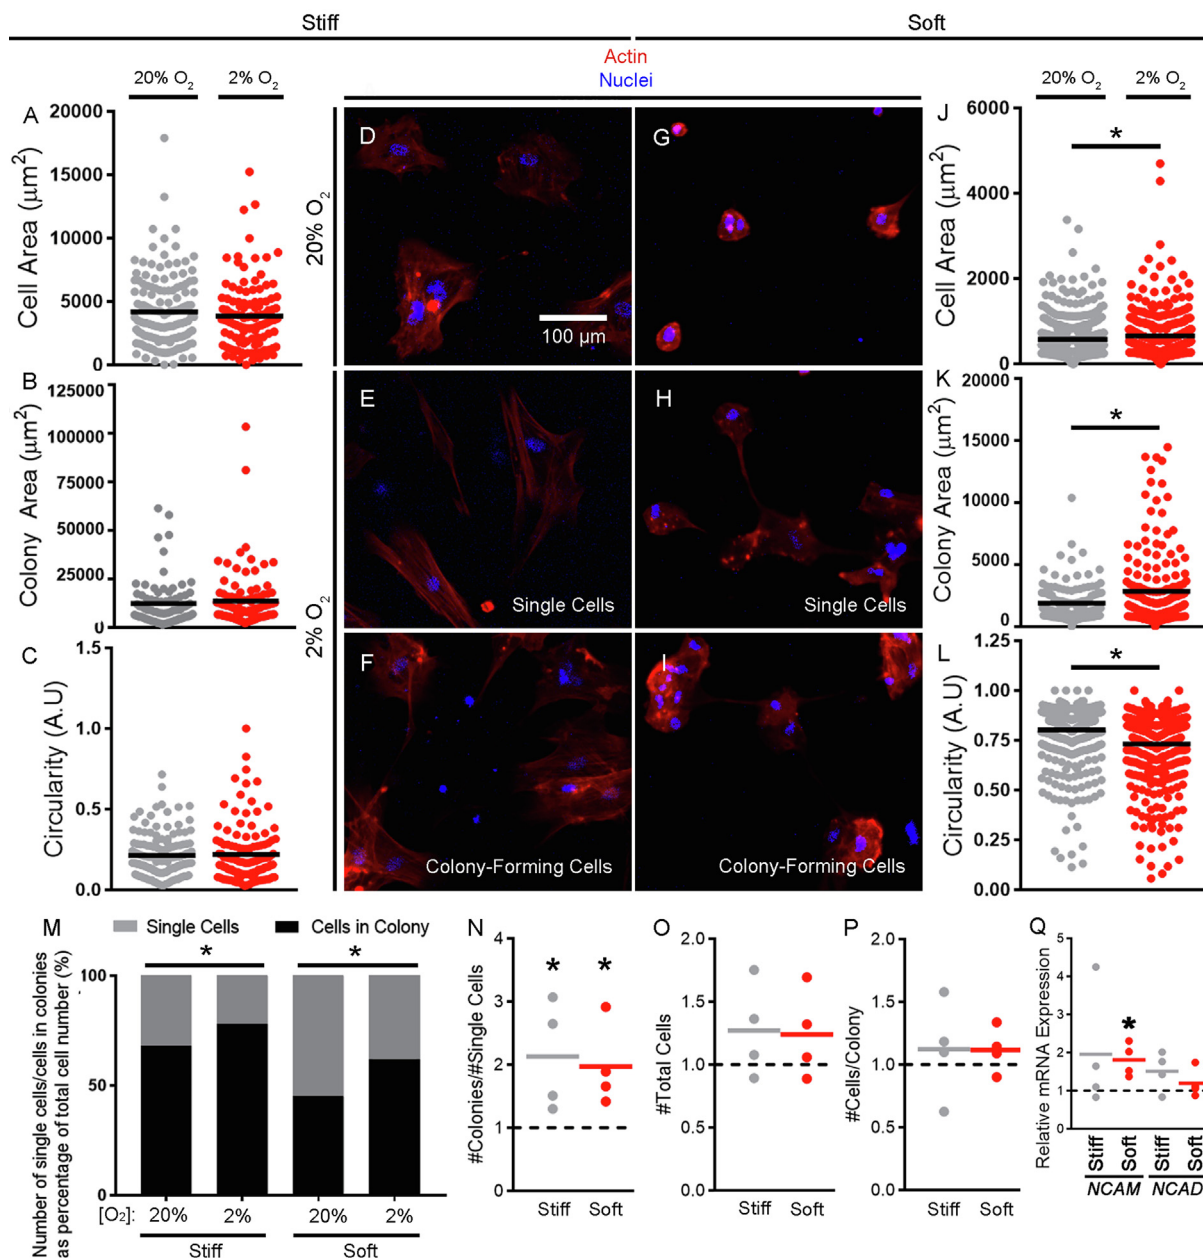 Stiff
Soft
Actin
Nuclei
20% O2
2% O2
20% O2
2% O2
A
Cell Area (µm2)
20000
15000
10000
5000
0
B
Colony Area (µm2)
125000
100000
75000
50000
25000
0
C
Circularity (A.U)
1.5
1.0
0.5
0.0
20% O2
2% O2
D
100 µm
G
E
Single Cells
H
Single Cells
F
Colony-Forming Cells
I
Colony-Forming Cells
J
Cell Area (µm2)
6000
4000
2000
0
*
K
Colony Area (µm2)
20000
15000
10000
5000
0
*
L
Circularity (A.U)
1.25
1.00
0.75
0.50
0.25
0.00
*
M
Single Cells
Cells in Colony
Number of single cells/cells in colonies
as percentage of total cell number (%)
100
50
0
*
*
[O2]:
20%
2%
20%
2%
Stiff
Soft
N
#Colonies/#Single Cells
4
3
2
1
0
*
*
Stiff
Soft
O
#Total Cells
2.0
1.5
1.0
0.5
0.0
Stiff
Soft
P
#Cells/Colony
2.0
1.5
1.0
0.5
0.0
Stiff
Soft
Q
Relative mRNA Expression
5
4
3
2
1
0
*
Stiff
Soft
Stiff
Soft
NCAM
NCAD